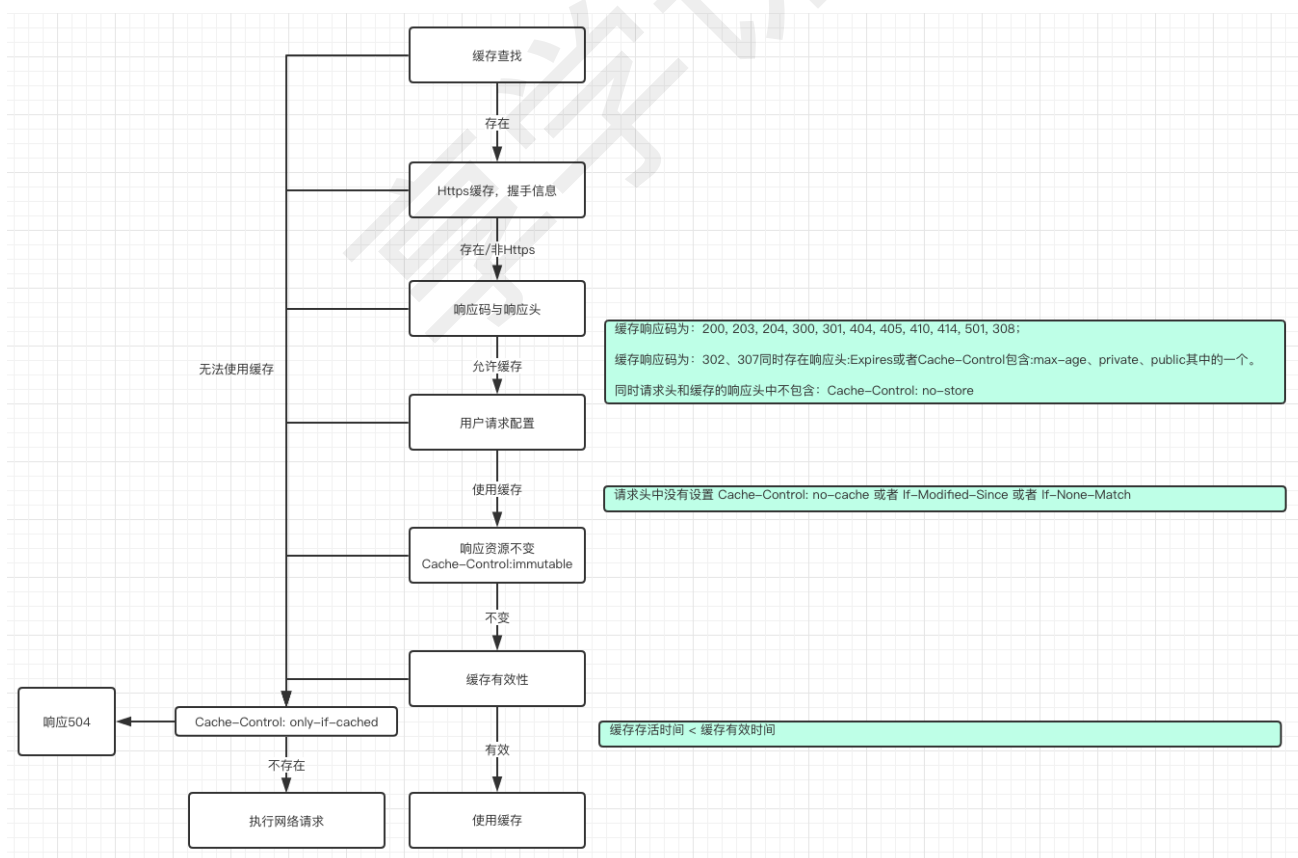 享学课
缓存查找
存在
Https缓存，握手信息
存在/非Https
响应码与响应头
缓存响应码为：200, 203, 204, 300, 301, 404, 405, 410, 414, 501, 308；
缓存响应码为：302、307同时存在响应头:Expires或者Cache-Control包含:max-age、private、public其中的一个。
同时请求头和缓存的响应头中不包含：Cache-Control: no-store
无法使用缓存
允许缓存
用户请求配置
使用缓存
请求头中没有设置 Cache-Control: no-cache 或者 If-Modified-Since 或者 If-None-Match
响应资源不变
Cache-Control:immutable
不变
缓存有效性
响应504
Cache-Control: only-if-cached
缓存存活时间 < 缓存有效时间
有效
不存在
执行网络请求
使用缓存